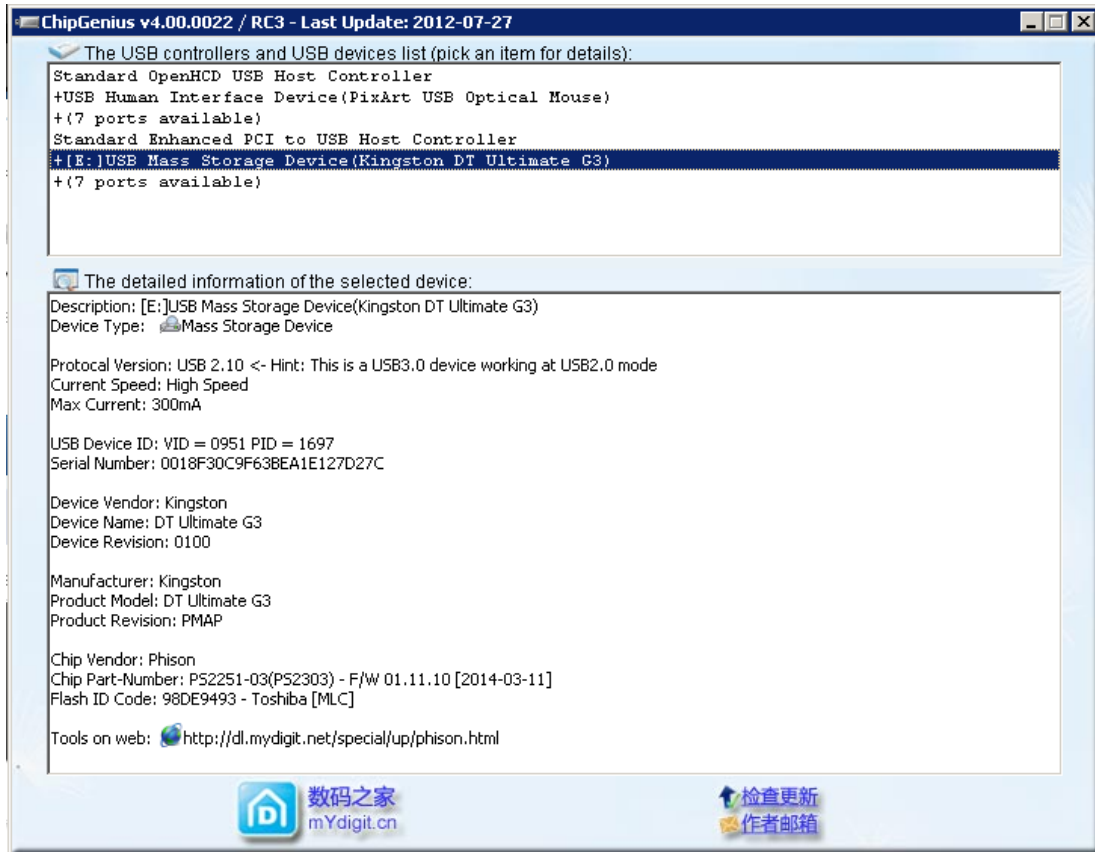 ChipGenius v4.00.0022 / RC3 - Last Update: 2012-07-27
The USB controllers and USB devices list (pick an item for details):
Standard OpenHCD USB Host Controller
+USB Human Interface Device(PixArt USB Optical Mouse)
+(7 ports available)
Standard Enhanced PCI to USB Host Controller
+[E:]USB Mass Storage Device(Kingston DT Ultimate G3)
+(7 ports available)
The detailed information of the selected device:
Description: [E:]USB Mass Storage Device(Kingston DT Ultimate G3)
Device Type: Mass Storage Device
Protocal Version: USB 2.10 <- Hint: This is a USB3.0 device working at USB2.0 mode
Current Speed: High Speed
Max Current: 300mA
USB Device ID: VID = 0951 PID = 1697
Serial Number: 0018F30C9F63BEA1E127D27C
Device Vendor: Kingston
Device Name: DT Ultimate G3
Device Revision: 0100
Manufacturer: Kingston
Product Model: DT Ultimate G3
Product Revision: PMAP
Chip Vendor: Phison
Chip Part-Number: PS2251-03(PS2303) - F/W 01.11.10 [2014-03-11]
Flash ID Code: 98DE9493 - Toshiba [MLC]
Tools on web: http://dl.mydigit.net/special/up/phison.html
数码之家
mYdigit.cn
检查更新
作者邮箱